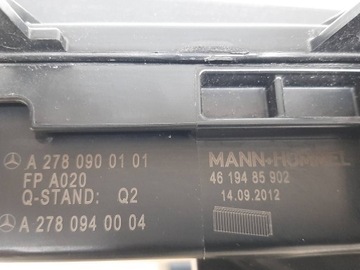 A 278 090 01 01
FP A020
Q-STAND: Q2
A 278 094 00 04
MANN+HUMMEL
46 194 85 902
14.09.2012